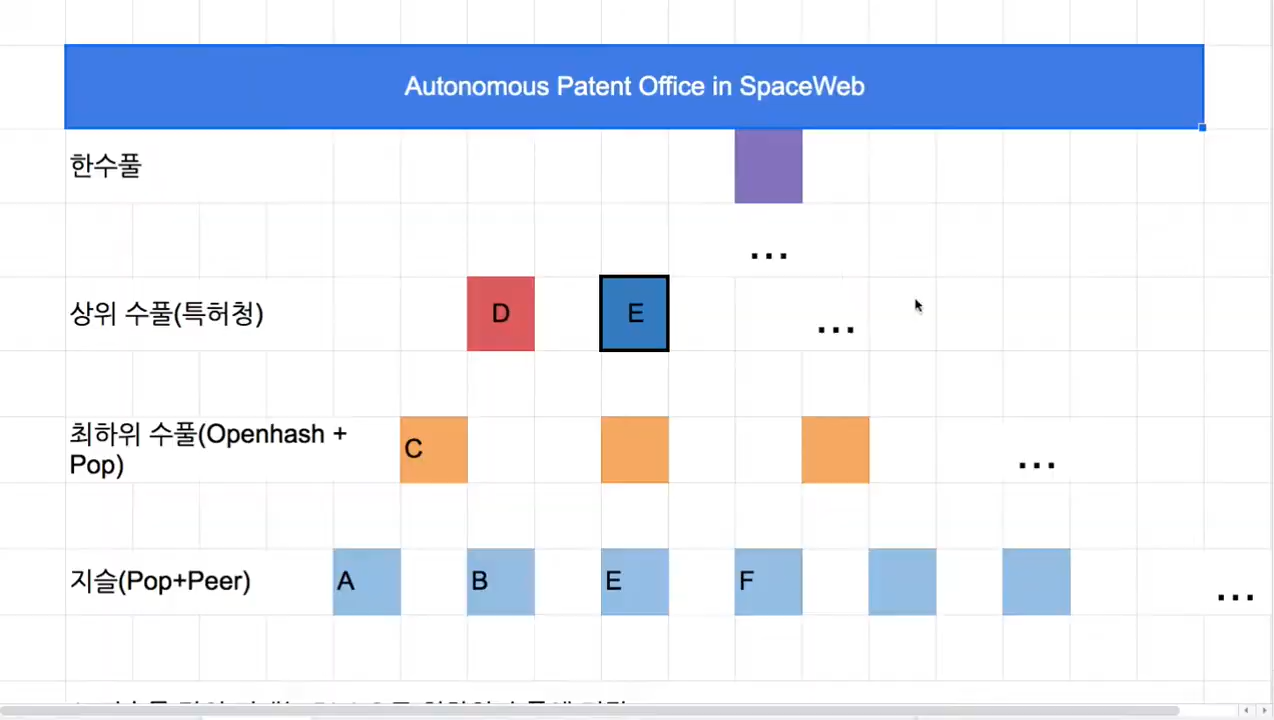 Autonomous Patent Office in SpaceWeb
한수풀
...
상위 수풀(특허청)
D
E
...
최하위 수풀(Openhash +
Pop)
C
...
지슬(Pop+Peer)
A
B
E
F
...